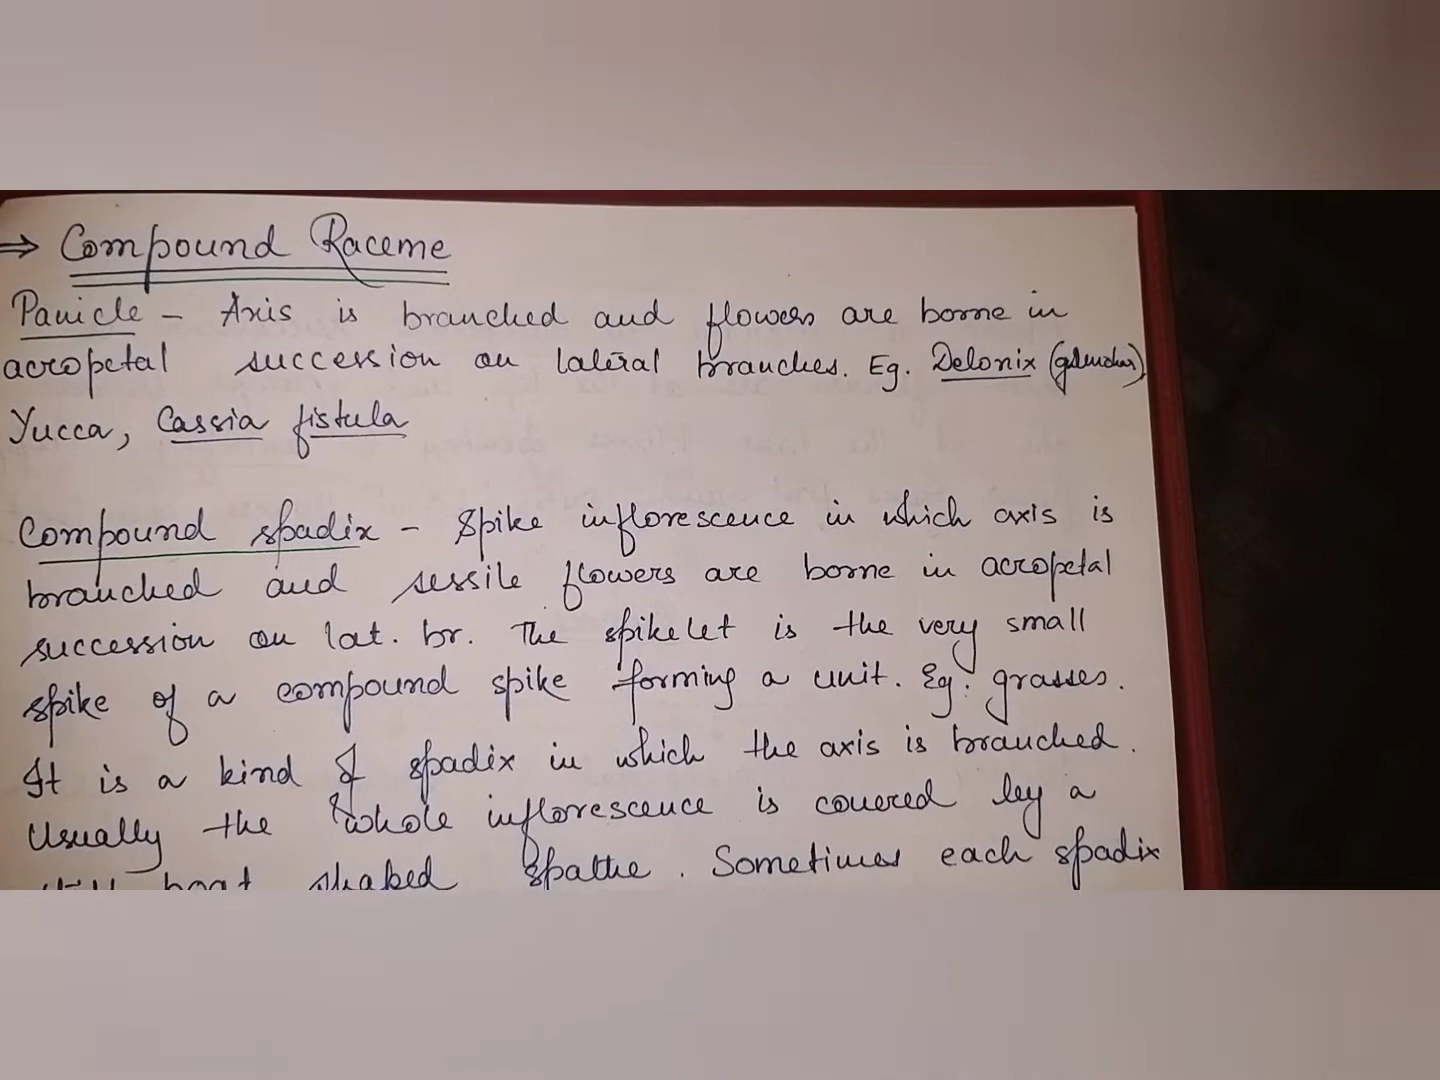 ⇒ Compound Raceme
Panicle – Axis is branched and flowers are borne in
acropetal succession on lateral branches. Eg. Delonix
Yucca, Cassia fistula
Compound spadix – Spike inflorescence in which axis is
branched and sessile flowers are borne in acropetal
succession on lat. br. The spikelet is the very small
spike of a compound spike forming a unit. Eg. grasses.
It is a kind of spadix in which the axis is branched.
Usually the whole inflorescence is covered by a
boat shaped spathe. Sometimes each spadix